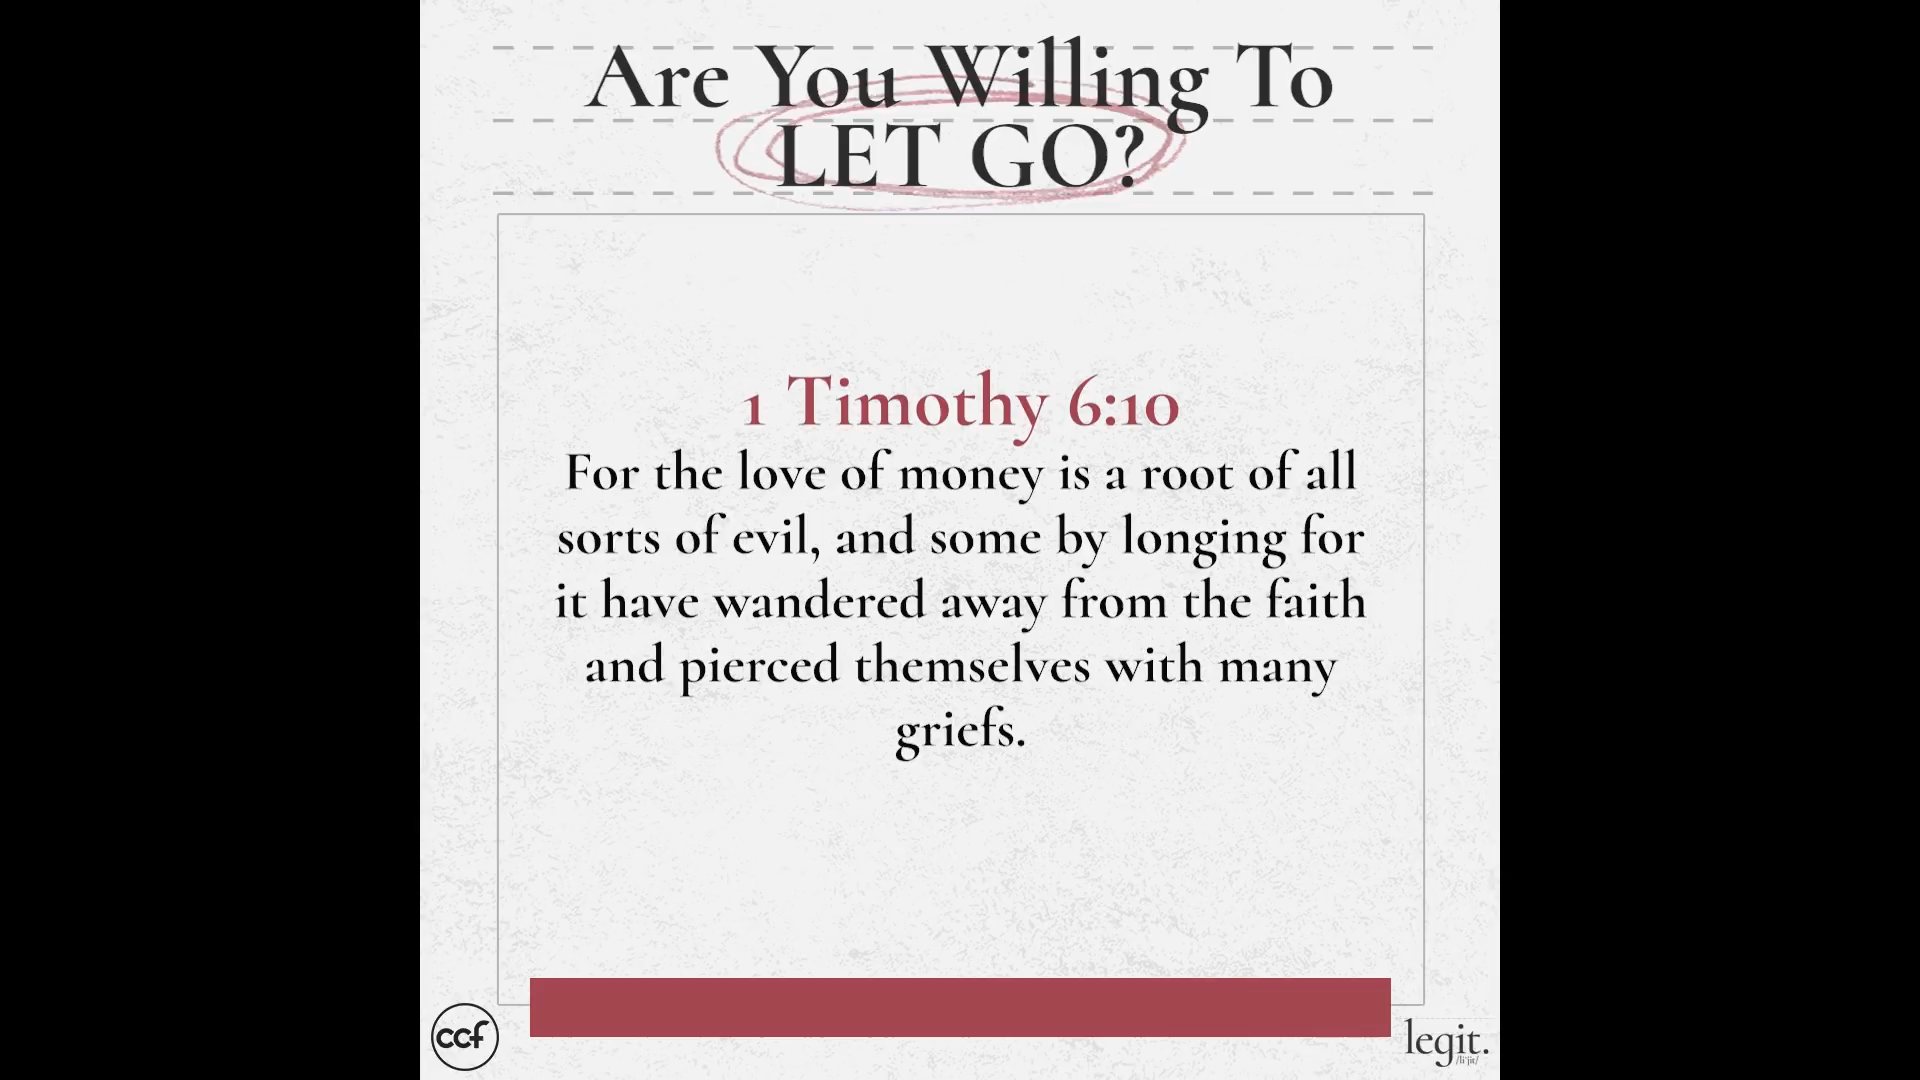 Are You Willing To
LET GO?
1 Timothy 6:10
For the love of money is a root of all
sorts of evil, and some by longing for
it have wandered away from the faith
and pierced themselves with many
griefs.
ccf
legit.